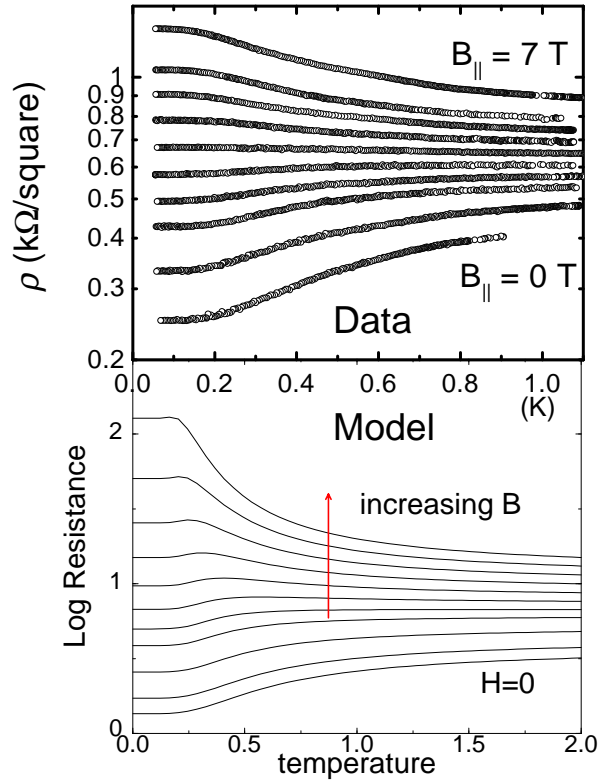 B|| = 7 T
1
0.9
0.8
0.7
0.6
0.5
0.4
0.3
0.2
ρ (kΩ/square)
B|| = 0 T
Data
0.0 0.2 0.4 0.6 0.8 1.0
(K)
Model
2
1
0
Log Resistance
increasing B
H=0
0.0 0.5 1.0 1.5 2.0
temperature